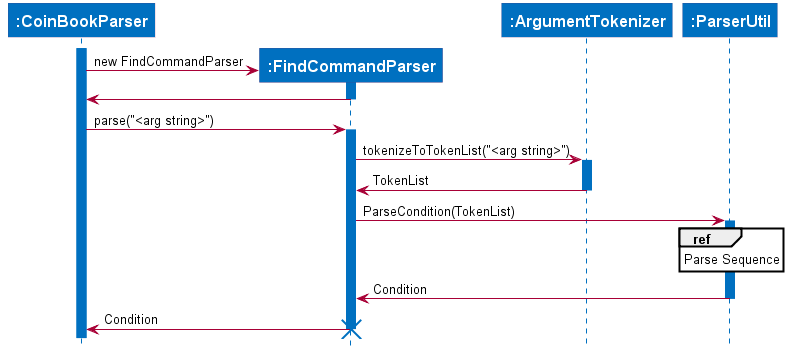 :CoinBookParser
:ArgumentTokenizer
:ParserUtil
new FindCommandParser
:FindCommandParser
parse("<arg string>")
tokenizeToTokenList("<arg string>")
TokenList
ParseCondition(TokenList)
ref
Parse Sequence
Condition
Condition